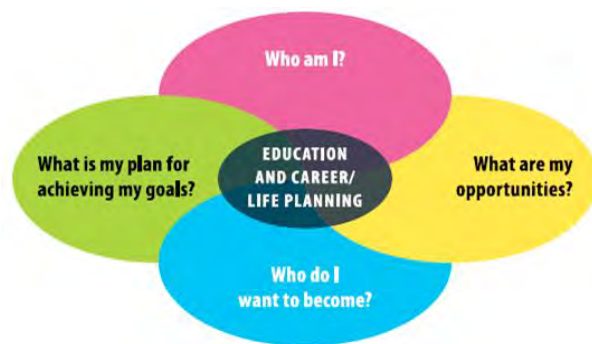 Who am I?
What is my plan for
achieving my goals?
EDUCATION
AND CAREER/
LIFE PLANNING
What are my
opportunities?
Who do I
want to become?